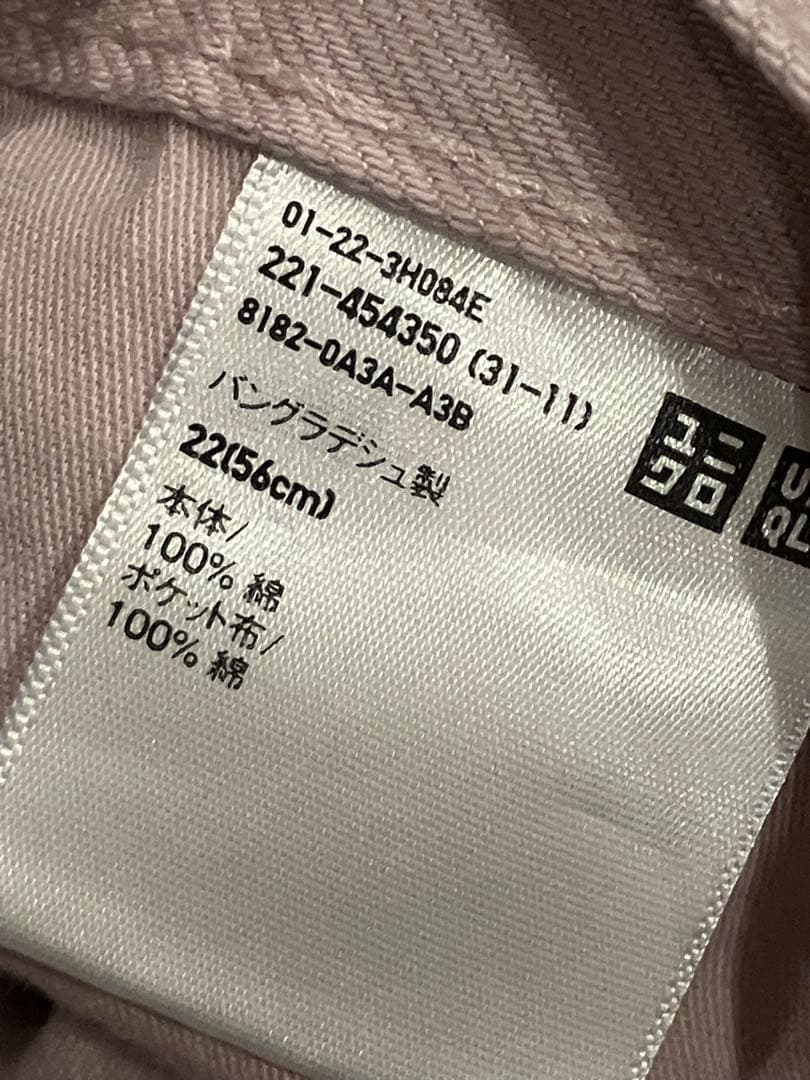 01-22-3H084E
221-454350 (31-11)
8182-0A3A-A3B
バングラデシュ製
22(56cm)
本体/
100% 綿
ポケット布/
100% 綿
ユニ
クロ
U
QL